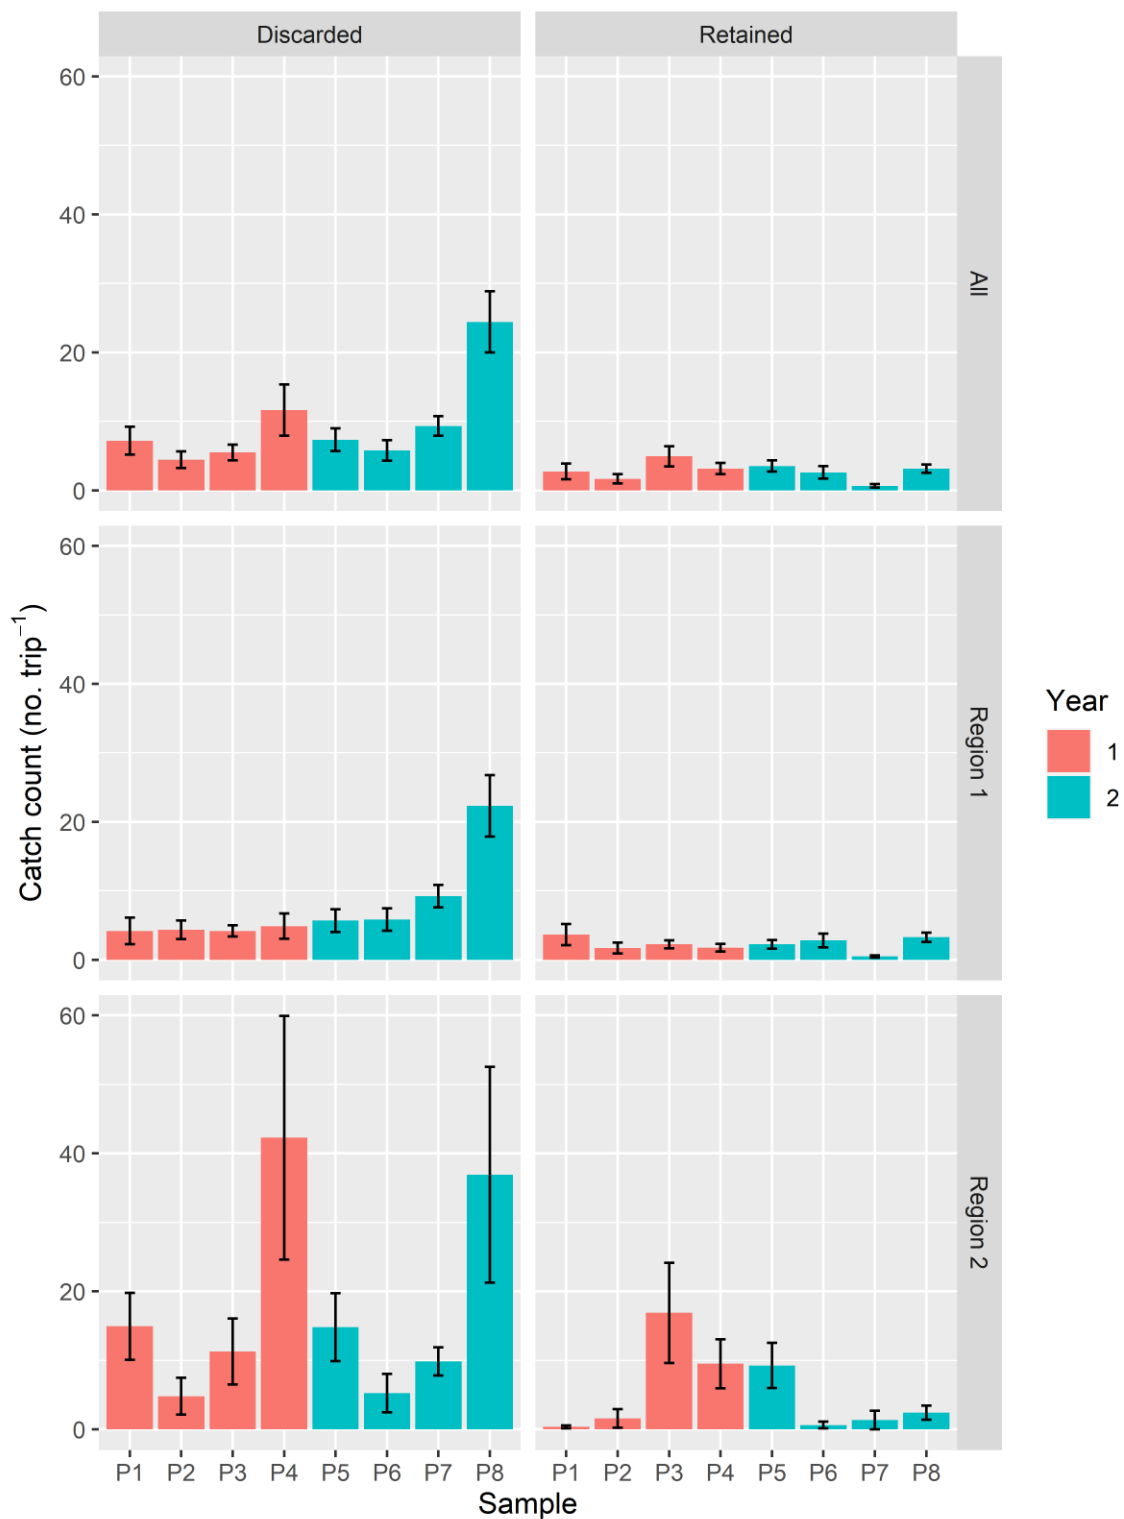 Discarded
Retained
60
40
20
0
All
60
40
20
0
Region 1
60
40
20
0
Region 2
Catch count (no. trip⁻¹)
P1 P2 P3 P4 P5 P6 P7 P8
P1 P2 P3 P4 P5 P6 P7 P8
Sample
Year
1
2